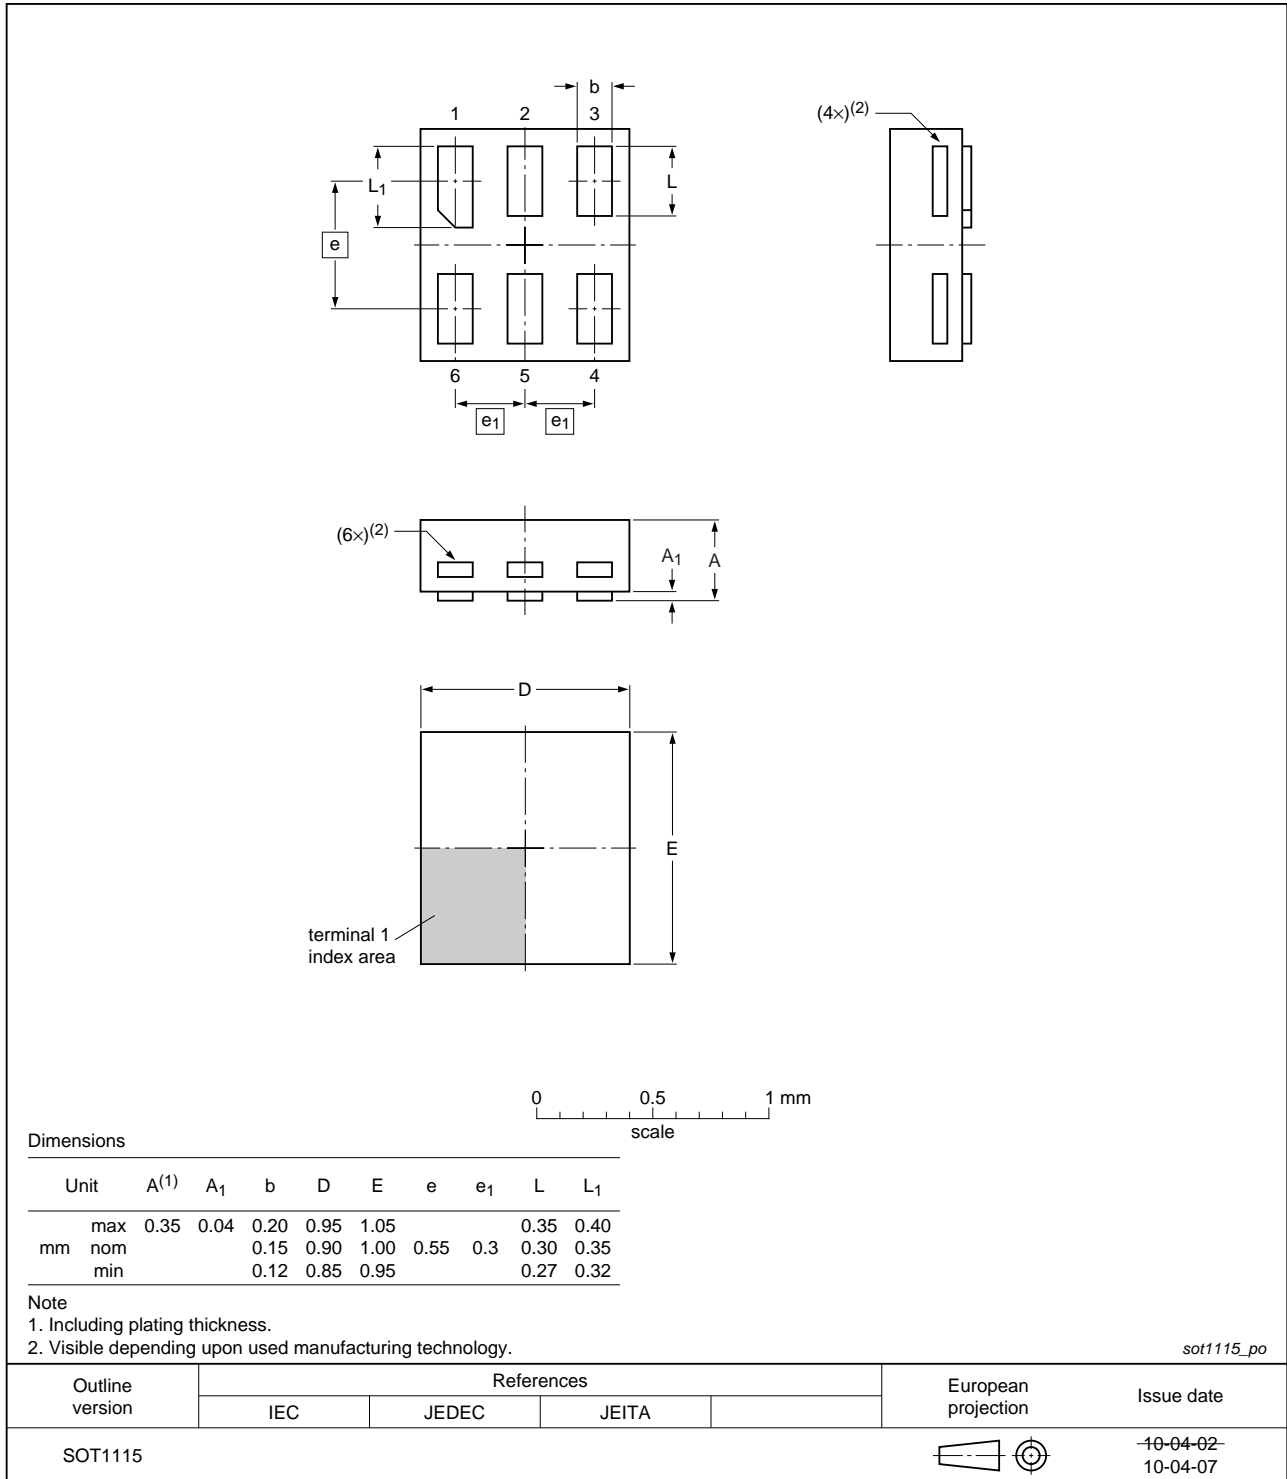 b
1 2 3
(4×)(2)
L1
L
e
6 5 4
e1 e1
(6×)(2)
A1 A
D
E
terminal 1
index area
0 0.5 1 mm
scale
Dimensions
Unit A(1) A1 b D E e e1 L L1
max 0.35 0.04 0.20 0.95 1.05 0.35 0.40
mm nom 0.15 0.90 1.00 0.55 0.3 0.30 0.35
min 0.12 0.85 0.95 0.27 0.32
Note
1. Including plating thickness.
2. Visible depending upon used manufacturing technology.
sot1115_po
Outline
version
References
IEC JEDEC JEITA
European
projection
Issue date
SOT1115
10-04-02
10-04-07